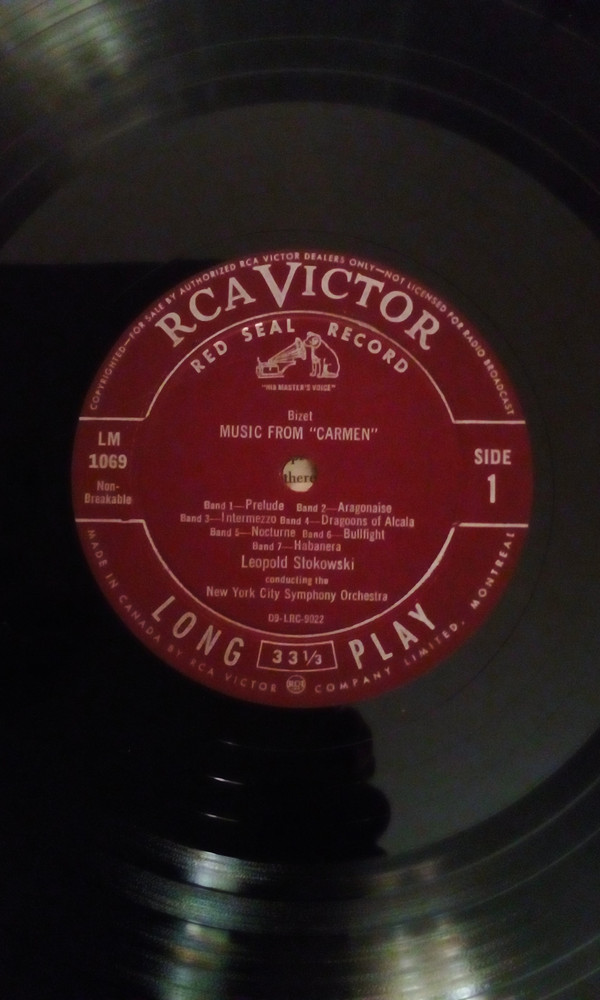 COPYRIGHTED—FOR SALE BY AUTHORIZED RCA VICTOR DEALERS ONLY—NOT LICENSED FOR RADIO BROADCAST
RCA VICTOR
RED SEAL RECORD
"HIS MASTER'S VOICE"
Bizet
MUSIC FROM "CARMEN"
LM
1069
Non-
Breakable
SIDE
1
there
Band 1—Prelude Band 2—Aragonaise
Band 3—Intermezzo Band 4—Dragoons of Alcala
Band 5—Nocturne Band 6—Bullfight
Band 7—Habanera
Leopold Stokowski
conducting the
New York City Symphony Orchestra
D9-LRC-9022
LONG 33 1/3 PLAY
MADE IN CANADA BY RCA VICTOR COMPANY LIMITED, MONTREAL